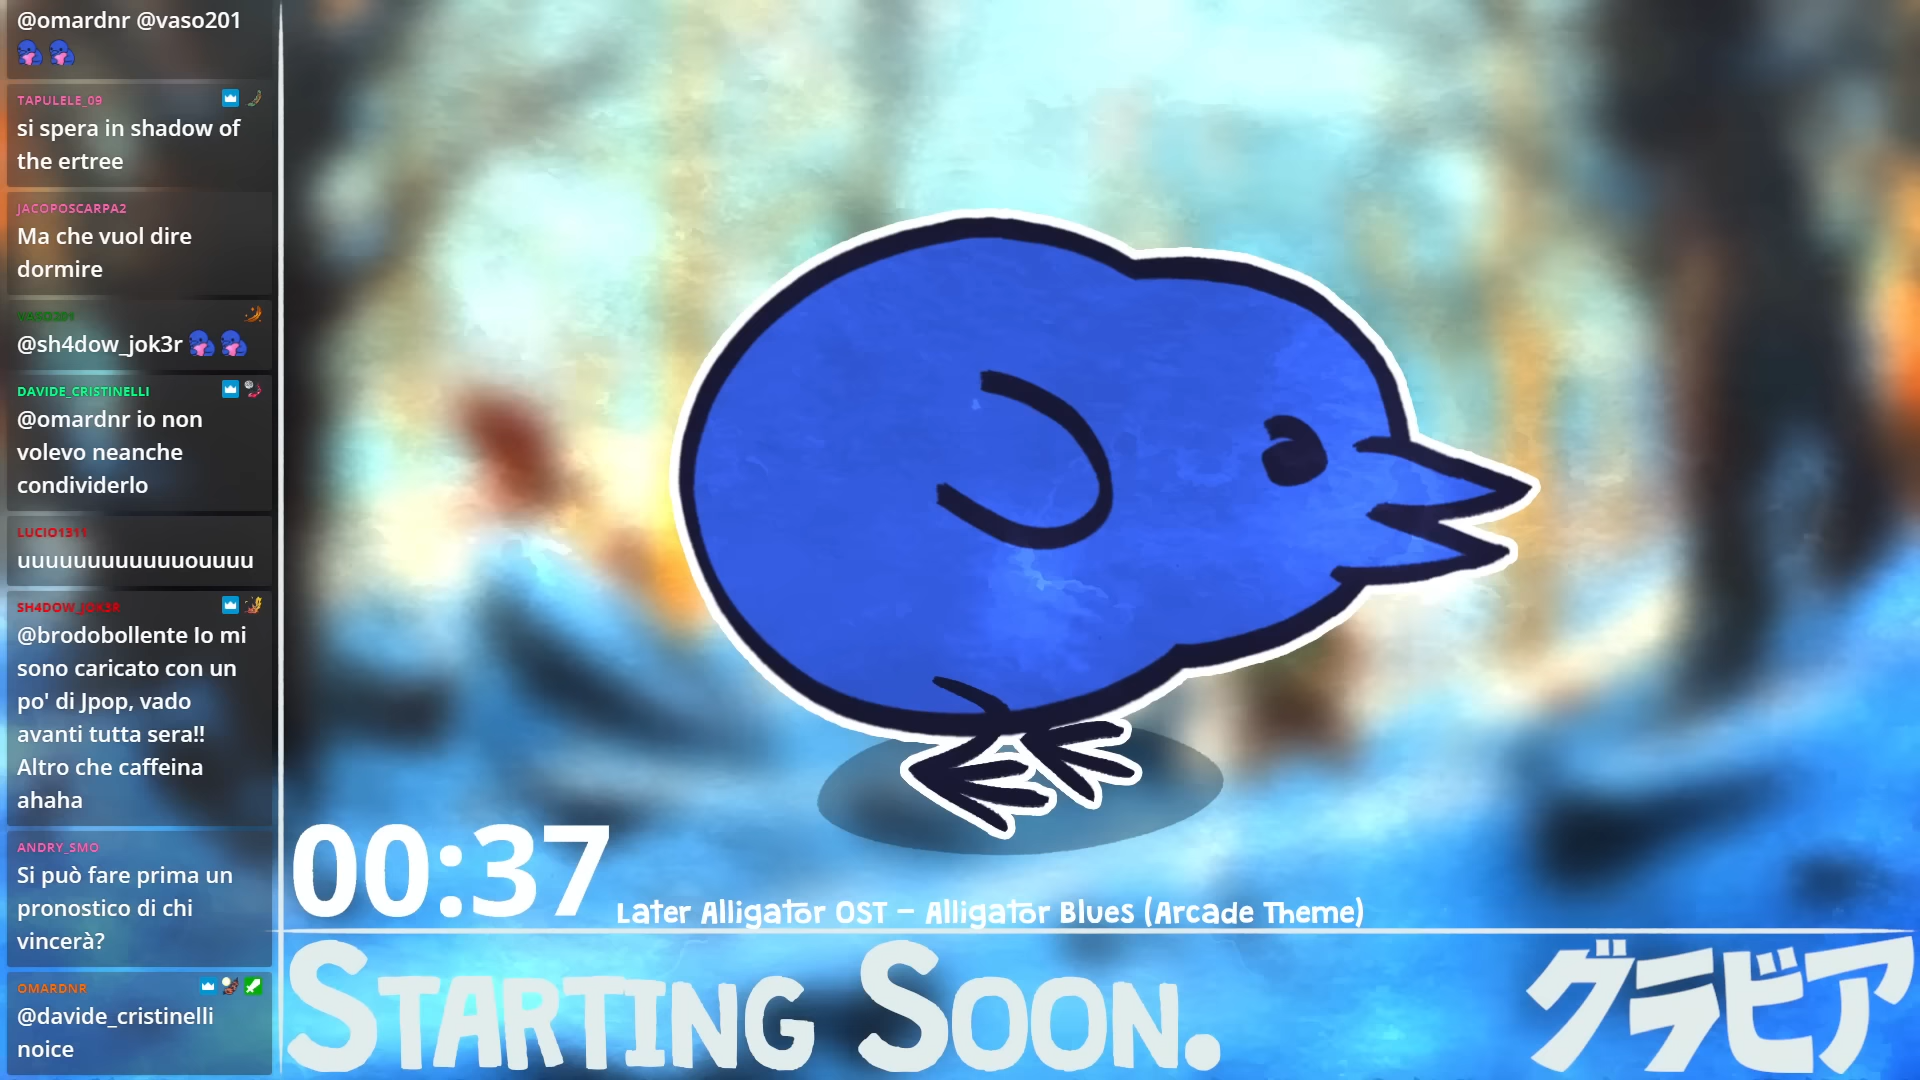 @omardnr @vaso201
TAPULELE_09
si spera in shadow of
the ertree
JACOPOSCARPA2
Ma che vuol dire
dormire
VASO201
@sh4dow_jok3r
DAVIDE_CRISTINELLI
@omardnr io non
volevo neanche
condividerlo
LUCIO1311
uuuuuuuuuuuuouuuu
SH4DOW_JOK3R
@brodobollente Io mi
sono caricato con un
po' di Jpop, vado
avanti tutta sera!!
Altro che caffeina
ahaha
ANDRY_SMO
Si può fare prima un
pronostico di chi
vincerà?
OMARDNR
@davide_cristinelli
noice
00:37
Later Alligator OST – Alligator Blues (Arcade Theme)
STARTING SOON.
グラビア